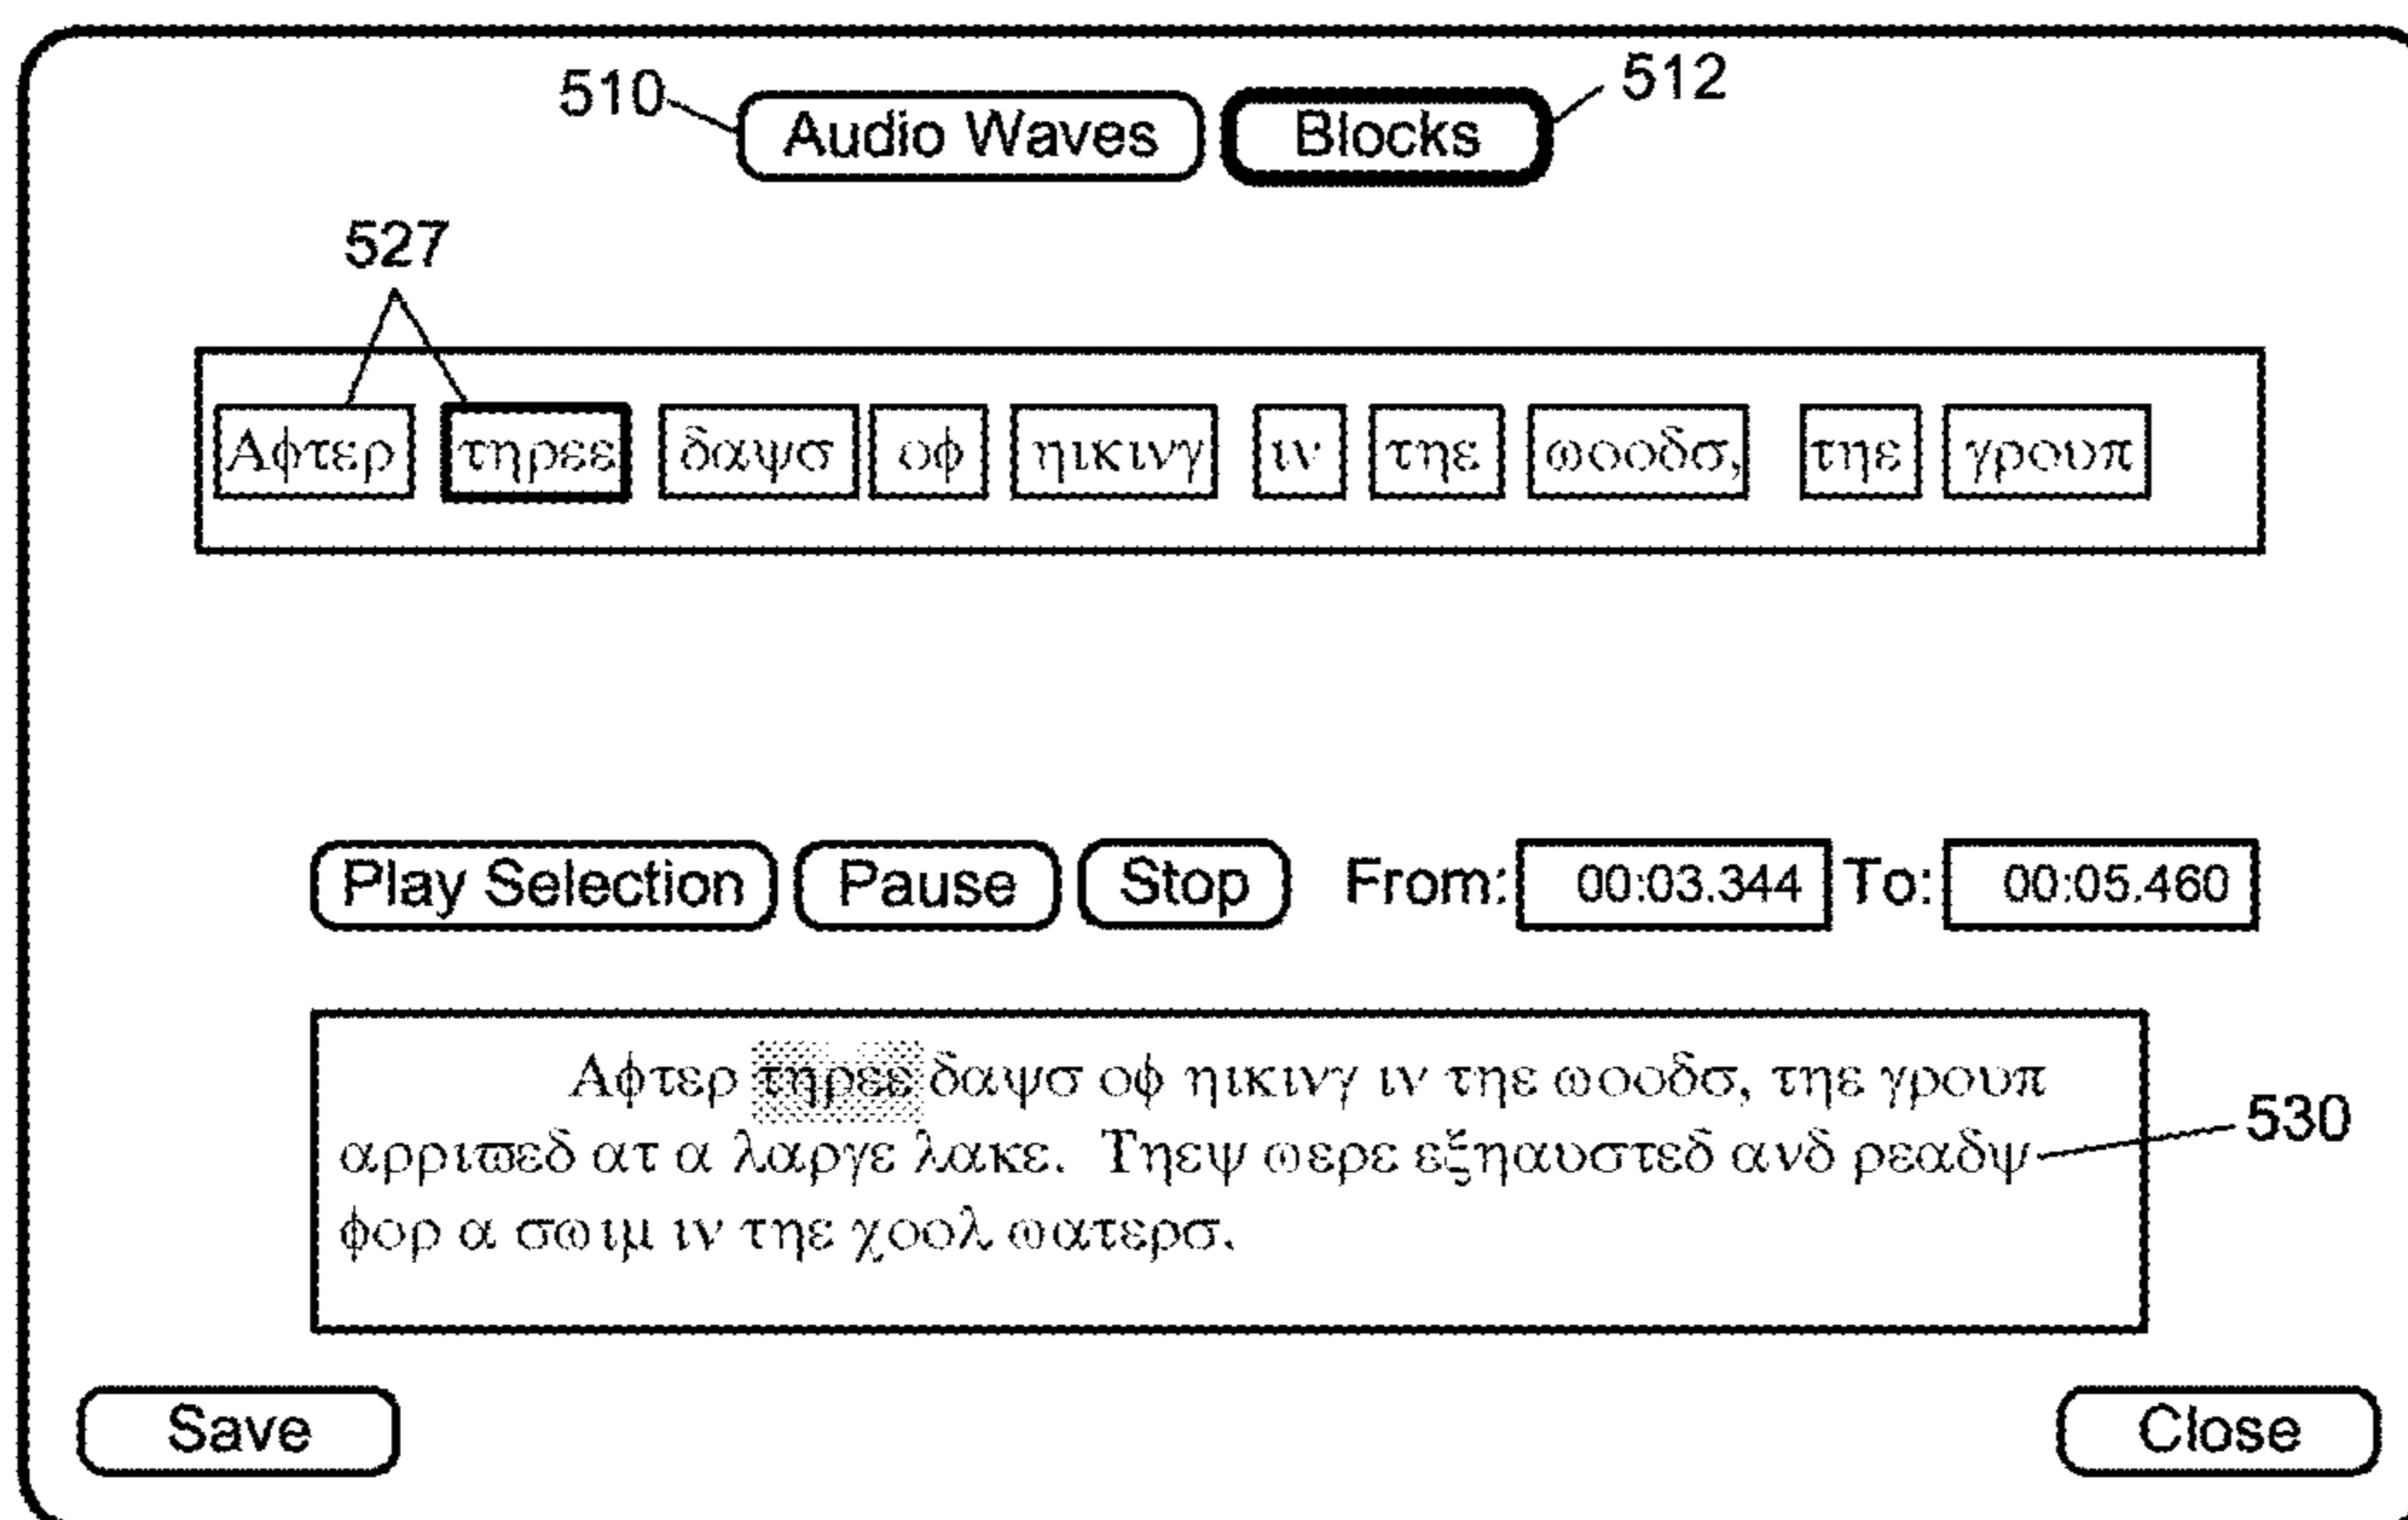 510 Audio Waves Blocks 512
527
Αφτερ τηρεε δαψσ οφ ηικινγ ιν τηε ωοοδσ, τηε γρουπ
Play Selection Pause Stop From: 00:03.344 To: 00:05.460
Αφτερ τηρεε δαψσ οφ ηικινγ ιν τηε ωοοδσ, τηε γρουπ
αρριϖεδ ατ α λαργε λακε. Τηεψ ωερε εξηαυστεδ ανδ ρεαδψ 530
φορ α σωιμ ιν τηε χοολ ωατερσ.
Save Close